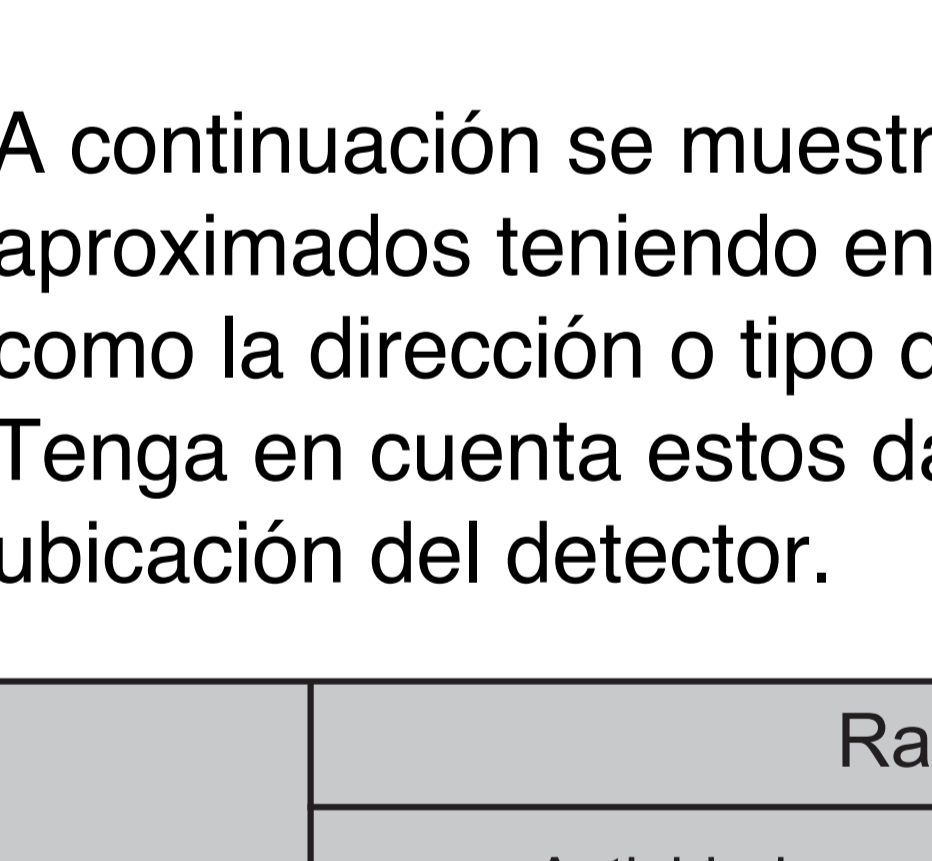 A continuación se muestr
aproximados teniendo en
como la dirección o tipo d
Tenga en cuenta estos da
ubicación del detector.
Ra